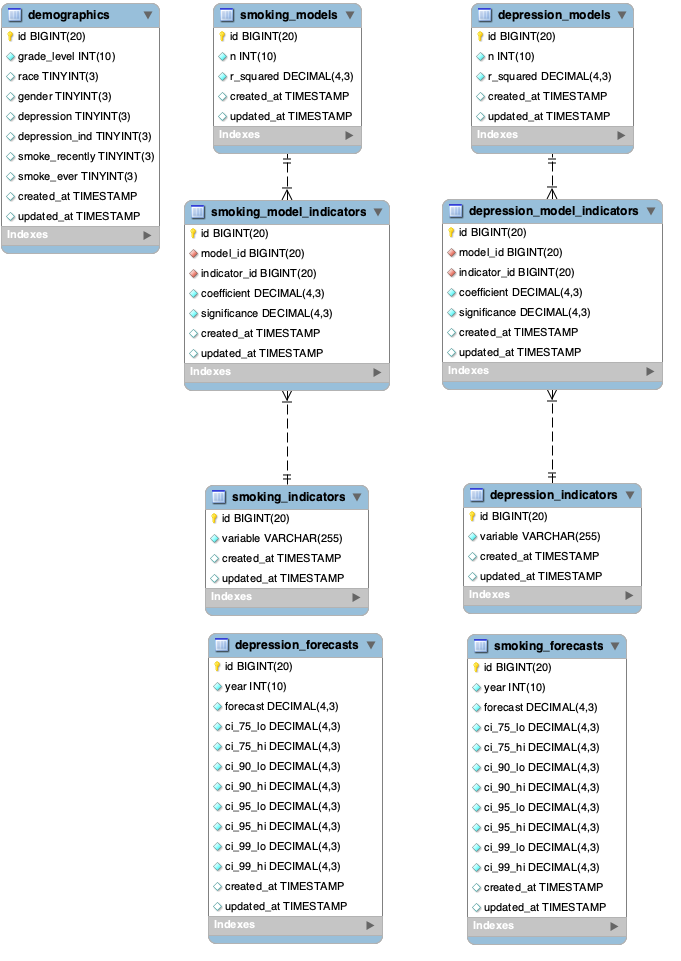 demographics
id BIGINT(20)
grade_level INT(10)
race TINYINT(3)
gender TINYINT(3)
depression TINYINT(3)
depression_ind TINYINT(3)
smoke_recently TINYINT(3)
smoke_ever TINYINT(3)
created_at TIMESTAMP
updated_at TIMESTAMP
Indexes
smoking_models
id BIGINT(20)
n INT(10)
r_squared DECIMAL(4,3)
created_at TIMESTAMP
updated_at TIMESTAMP
Indexes
depression_models
id BIGINT(20)
n INT(10)
r_squared DECIMAL(4,3)
created_at TIMESTAMP
updated_at TIMESTAMP
Indexes
smoking_model_indicators
id BIGINT(20)
model_id BIGINT(20)
indicator_id BIGINT(20)
coefficient DECIMAL(4,3)
significance DECIMAL(4,3)
created_at TIMESTAMP
updated_at TIMESTAMP
Indexes
depression_model_indicators
id BIGINT(20)
model_id BIGINT(20)
indicator_id BIGINT(20)
coefficient DECIMAL(4,3)
significance DECIMAL(4,3)
created_at TIMESTAMP
updated_at TIMESTAMP
Indexes
smoking_indicators
id BIGINT(20)
variable VARCHAR(255)
created_at TIMESTAMP
updated_at TIMESTAMP
Indexes
depression_indicators
id BIGINT(20)
variable VARCHAR(255)
created_at TIMESTAMP
updated_at TIMESTAMP
Indexes
depression_forecasts
id BIGINT(20)
year INT(10)
forecast DECIMAL(4,3)
ci_75_lo DECIMAL(4,3)
ci_75_hi DECIMAL(4,3)
ci_90_lo DECIMAL(4,3)
ci_90_hi DECIMAL(4,3)
ci_95_lo DECIMAL(4,3)
ci_95_hi DECIMAL(4,3)
ci_99_lo DECIMAL(4,3)
ci_99_hi DECIMAL(4,3)
created_at TIMESTAMP
updated_at TIMESTAMP
Indexes
smoking_forecasts
id BIGINT(20)
year INT(10)
forecast DECIMAL(4,3)
ci_75_lo DECIMAL(4,3)
ci_75_hi DECIMAL(4,3)
ci_90_lo DECIMAL(4,3)
ci_90_hi DECIMAL(4,3)
ci_95_lo DECIMAL(4,3)
ci_95_hi DECIMAL(4,3)
ci_99_lo DECIMAL(4,3)
ci_99_hi DECIMAL(4,3)
created_at TIMESTAMP
updated_at TIMESTAMP
Indexes